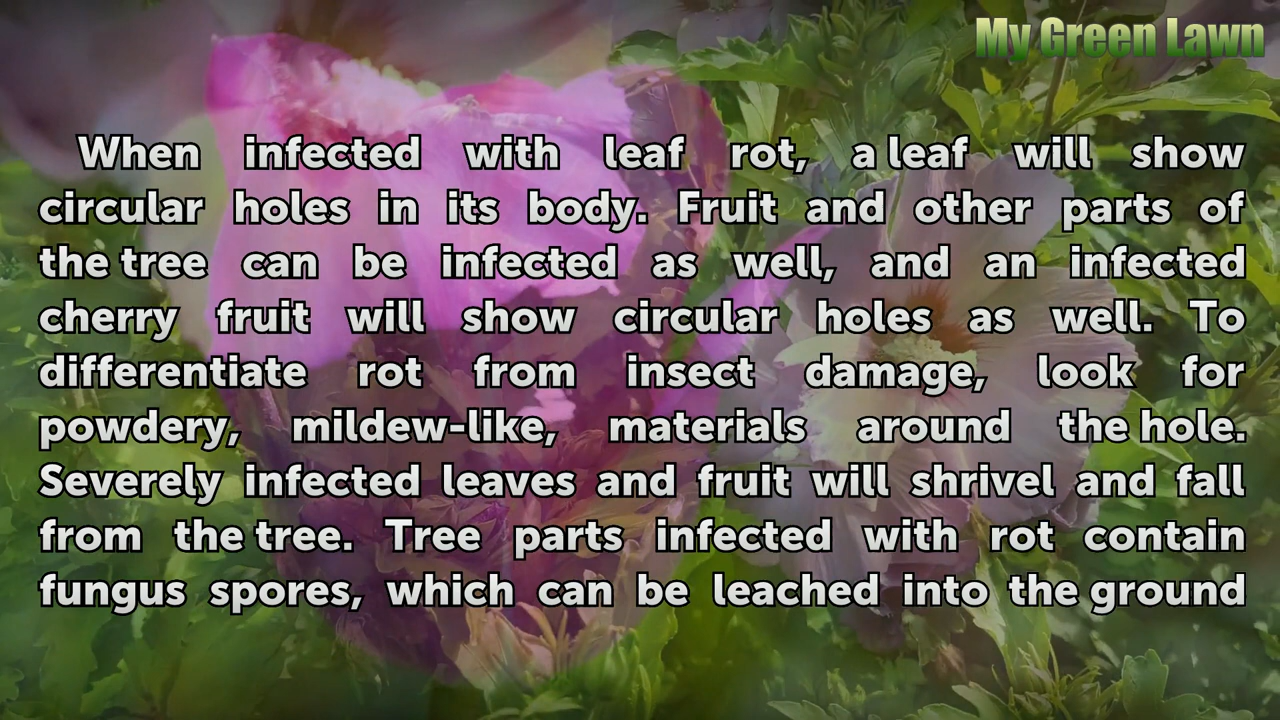 My Green Lawn
When infected with leaf rot, a leaf will show
circular holes in its body. Fruit and other parts of
the tree can be infected as well, and an infected
cherry fruit will show circular holes as well. To
differentiate rot from insect damage, look for
powdery, mildew-like, materials around the hole.
Severely infected leaves and fruit will shrivel and fall
from the tree. Tree parts infected with rot contain
fungus spores, which can be leached into the ground